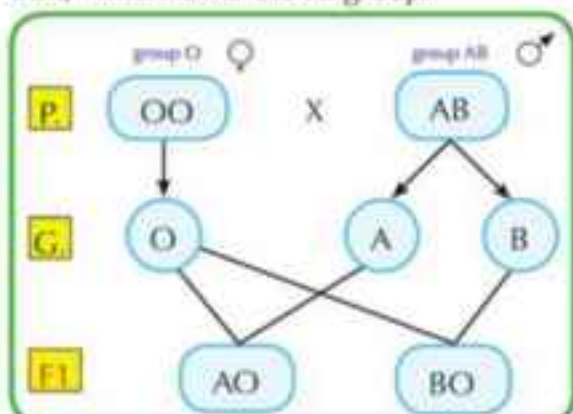 group O ♀ group AB ♂
P. OO X AB
G. O A B
F1 AO BO